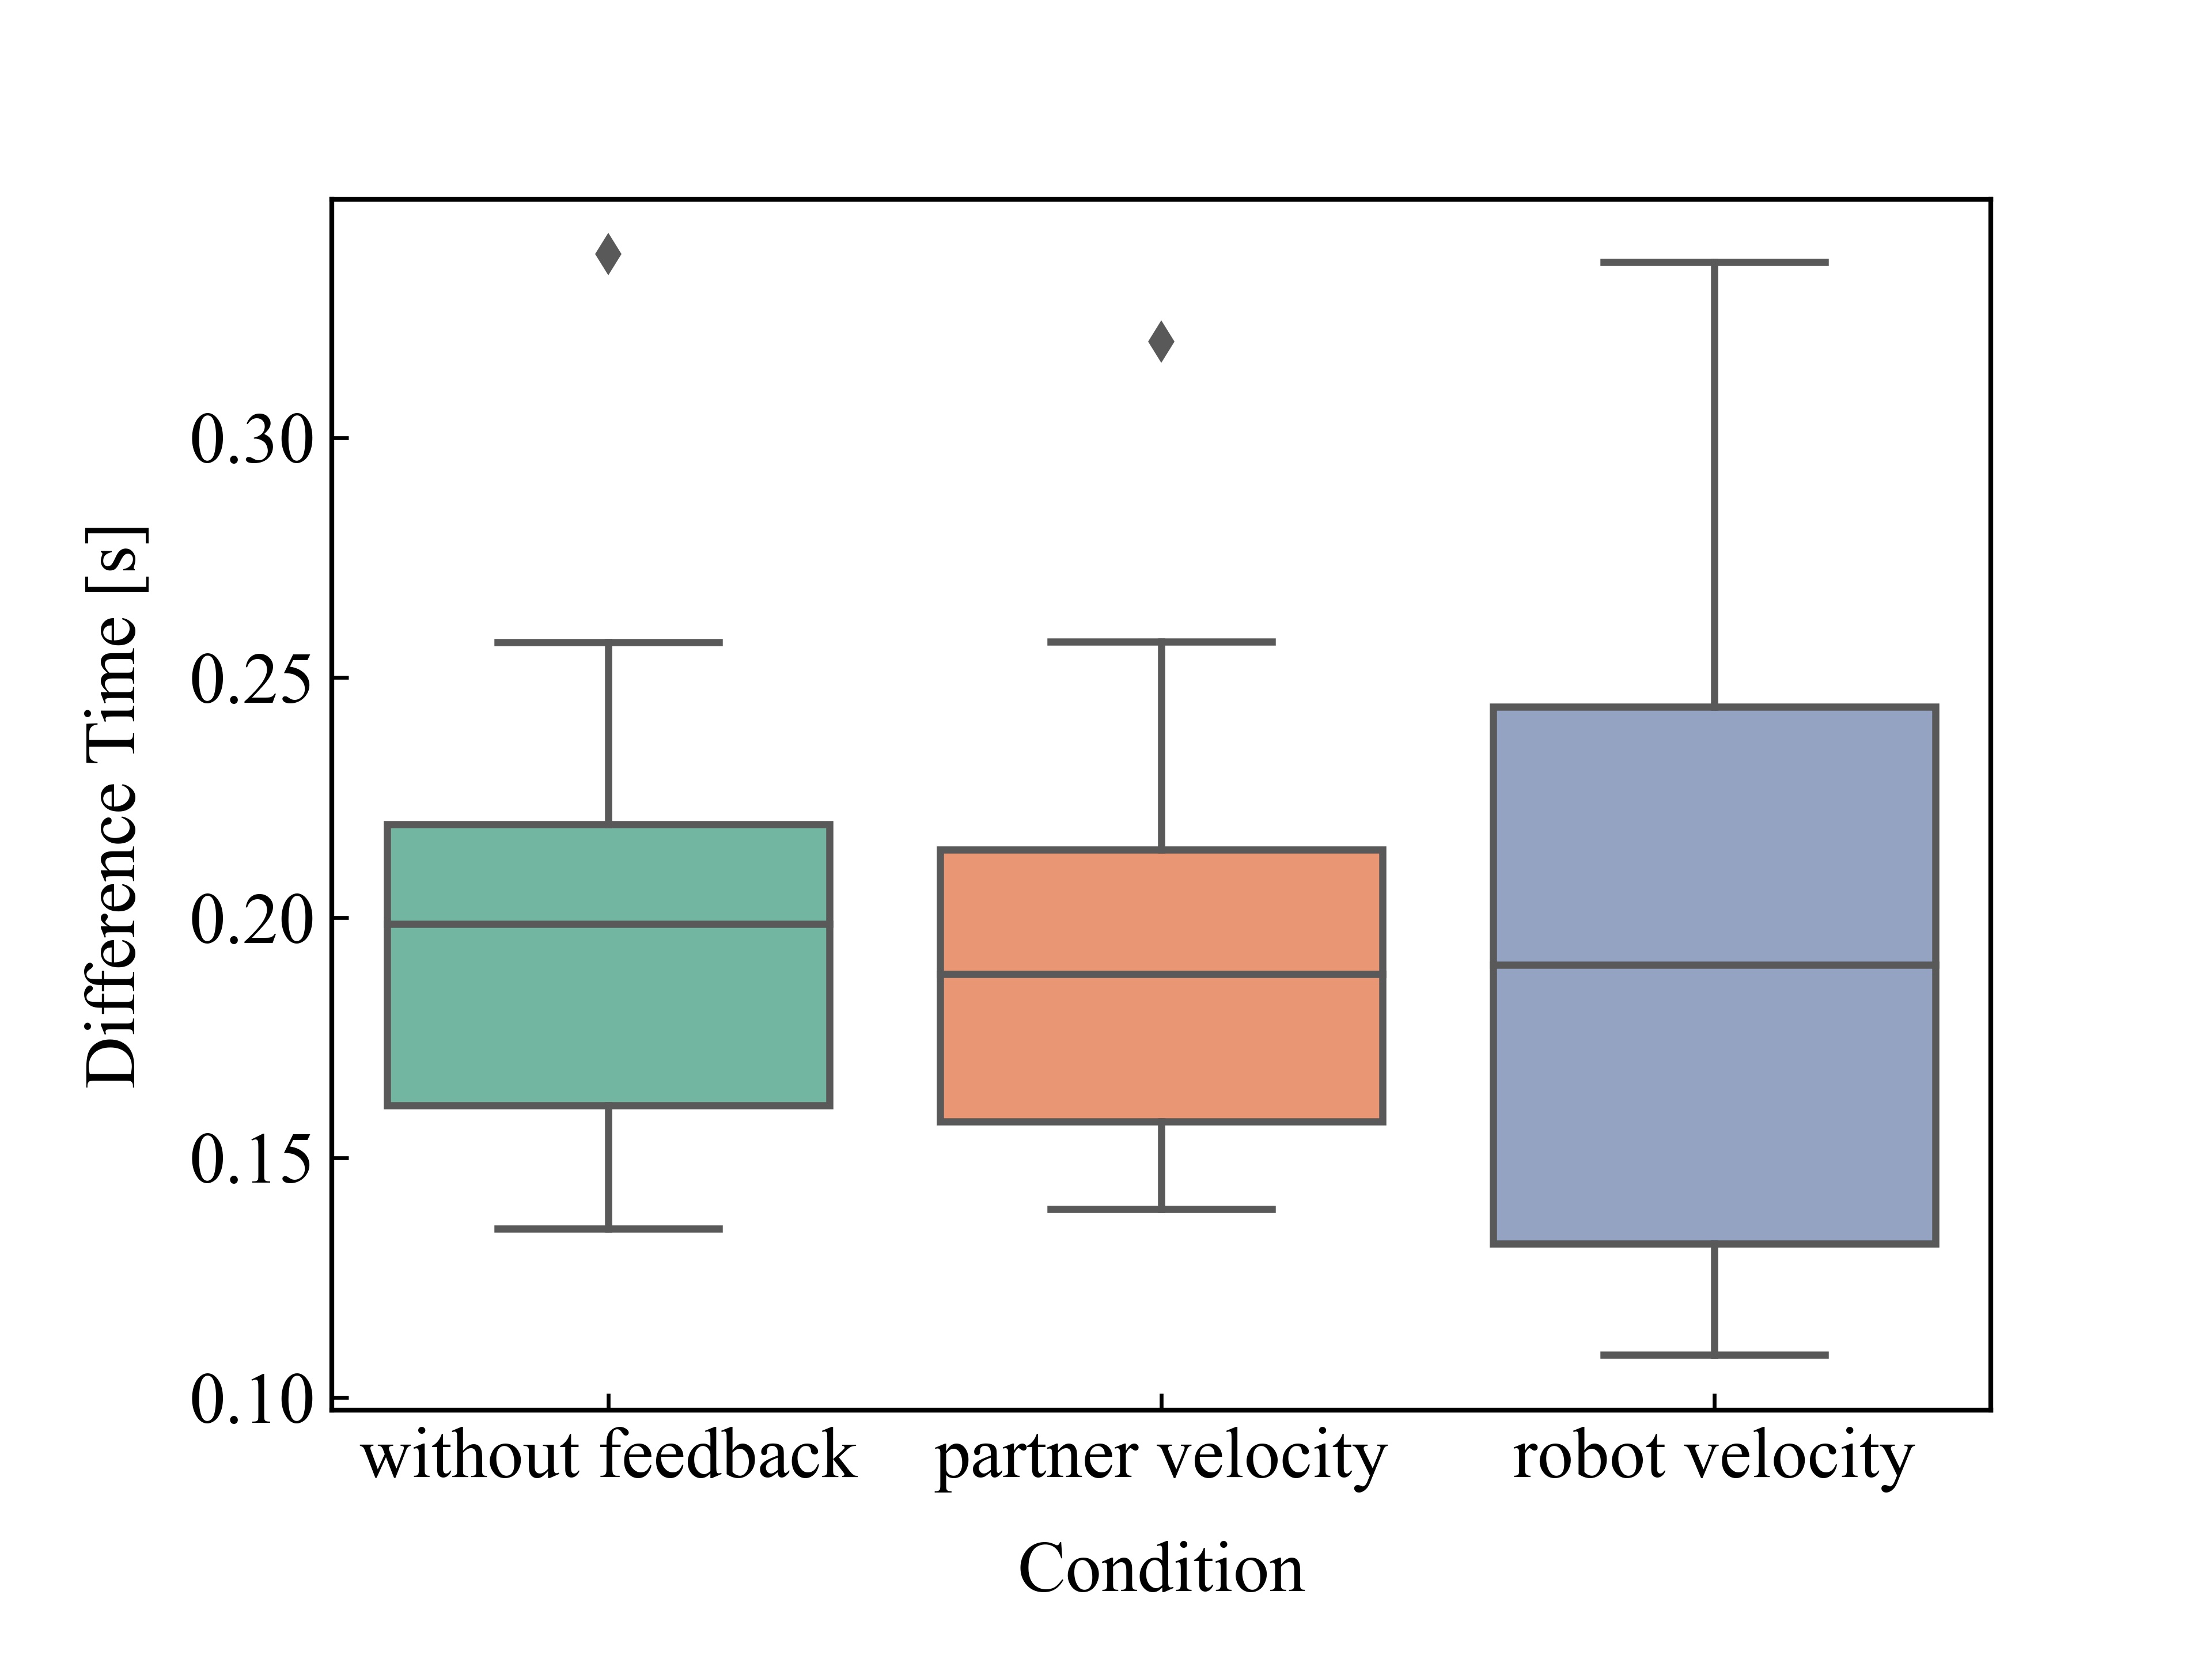 Difference Time [s]
0.30
0.25
0.20
0.15
0.10
without feedback
partner velocity
robot velocity
Condition